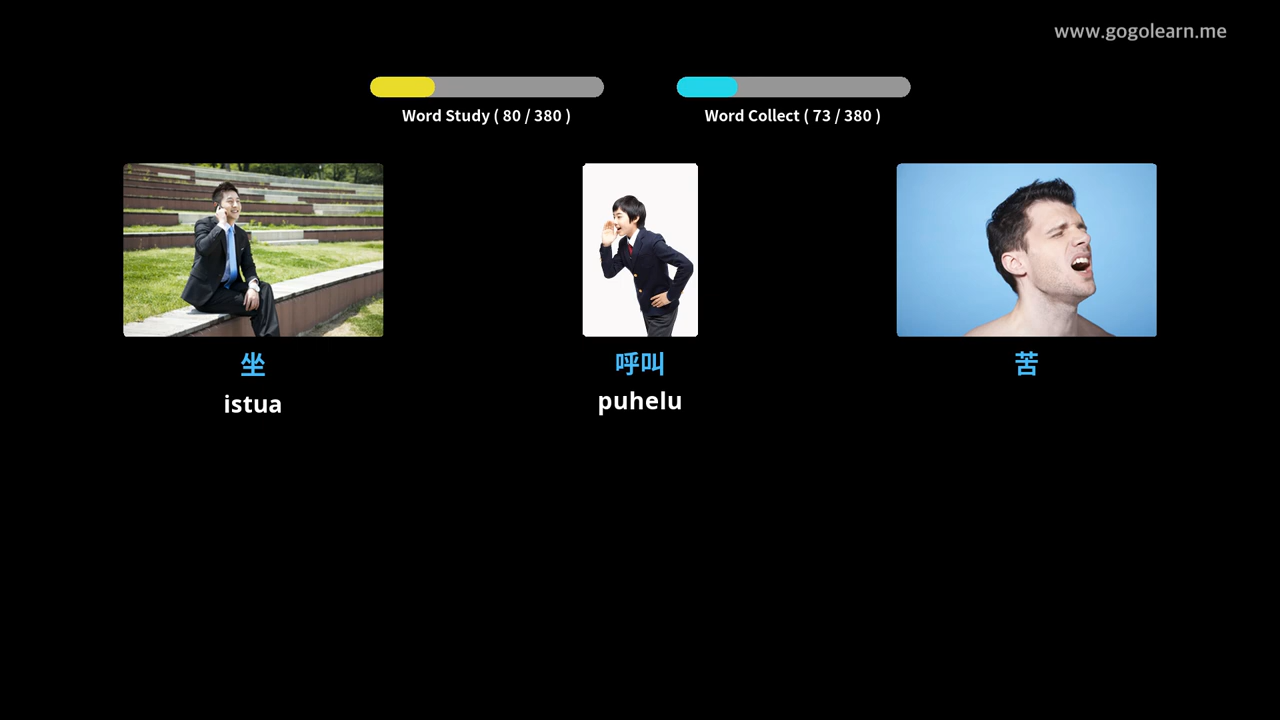 www.gogolearn.me
Word Study ( 80 / 380 )
Word Collect ( 73 / 380 )
坐
呼叫
苦
istua
puhelu